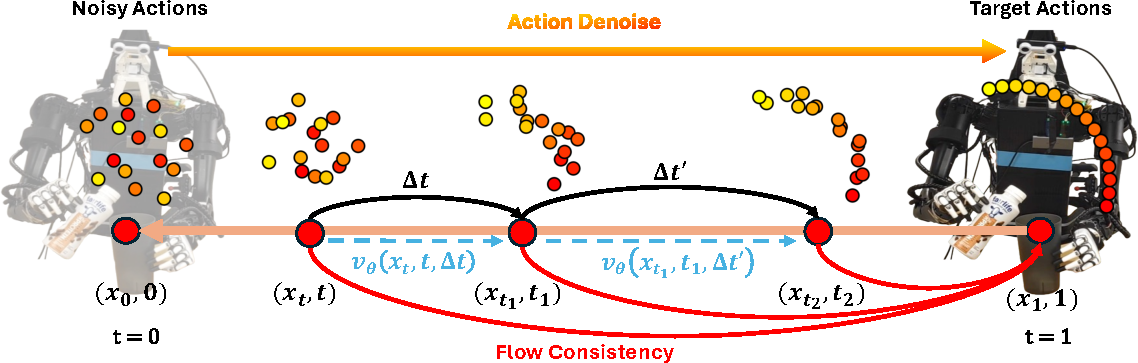 Noisy Actions
Target Actions
Action Denoise
Δt
Δt′
v_θ(x_t, t, Δt)
v_θ(x_{t_1}, t_1, Δt′)
(x_0, 0)
(x_t, t)
(x_{t_1}, t_1)
(x_{t_2}, t_2)
(x_1, 1)
t = 0
t = 1
Flow Consistency